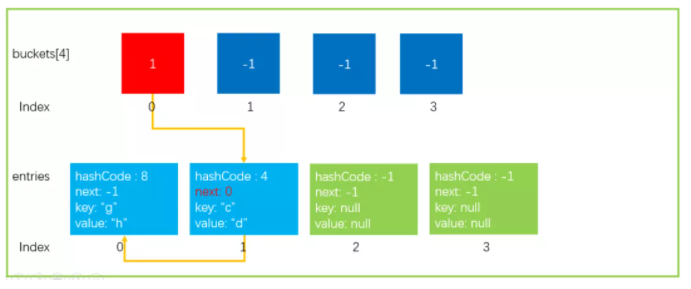 buckets[4]
1 -1 -1 -1
Index 0 1 2 3
entries
hashCode : 8
next: -1
key: "g"
value: "h"
hashCode : 4
next: 0
key: "c"
value: "d"
hashCode : -1
next: -1
key: null
value: null
hashCode : -1
next: -1
key: null
value: null
Index 0 1 2 3